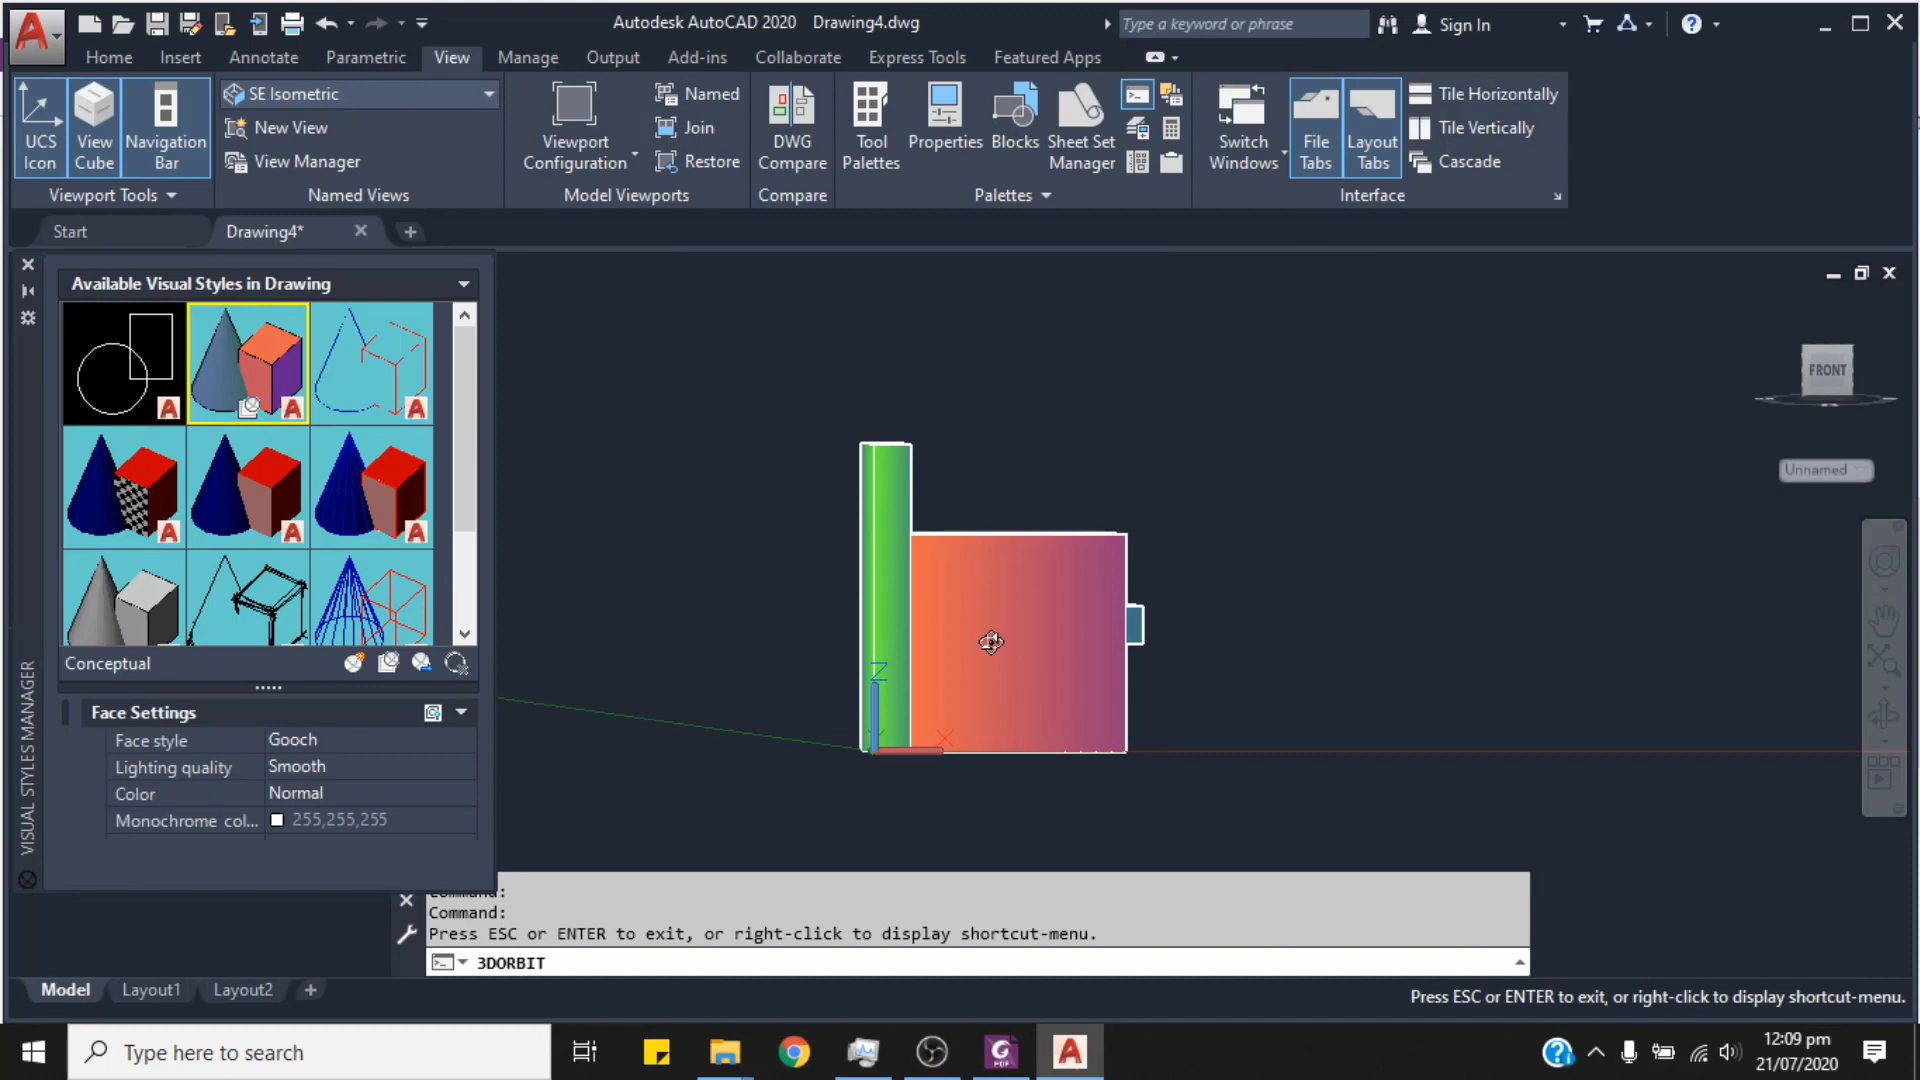 Autodesk AutoCAD 2020 Drawing4.dwg
Type a keyword or phrase
Sign In
Home Insert Annotate Parametric View Manage Output Add-ins Collaborate Express Tools Featured Apps
UCS Icon
View Cube
Navigation Bar
Viewport Tools
SE Isometric
New View
View Manager
Named Views
Viewport Configuration
Named
Join
Restore
Model Viewports
DWG Compare
Compare
Tool Palettes
Properties
Blocks
Sheet Set Manager
Palettes
Switch Windows
File Tabs
Layout Tabs
Tile Horizontally
Tile Vertically
Cascade
Interface
Start
Drawing4*
Available Visual Styles in Drawing
Conceptual
Face Settings
Face style Gooch
Lighting quality Smooth
Color Normal
Monochrome col... 255,255,255
VISUAL STYLES MANAGER
FRONT
Unnamed
Z
X
Command:
Command:
Press ESC or ENTER to exit, or right-click to display shortcut-menu.
3DORBIT
Model Layout1 Layout2
Press ESC or ENTER to exit, or right-click to display shortcut-menu.
Type here to search
12:09 pm
21/07/2020